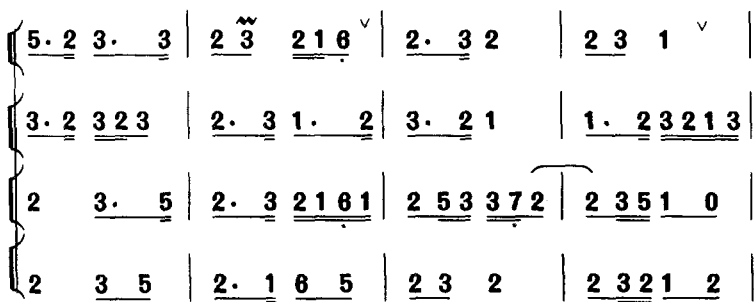 5· 2 3· 3 | 2 3 2 1 6 ∨ | 2· 3 2 | 2 3 1 ∨ |
3· 2 3 2 3 | 2· 3 1· 2 | 3· 2 1 | 1· 2 3 2 1 3 |
2 3· 5 | 2· 3 2 1 6 1 | 2 5 3 3 7 2 | 2 3 5 1 0 |
2 3 5 | 2· 1 6 5 | 2 3 2 | 2 3 2 1 2 |